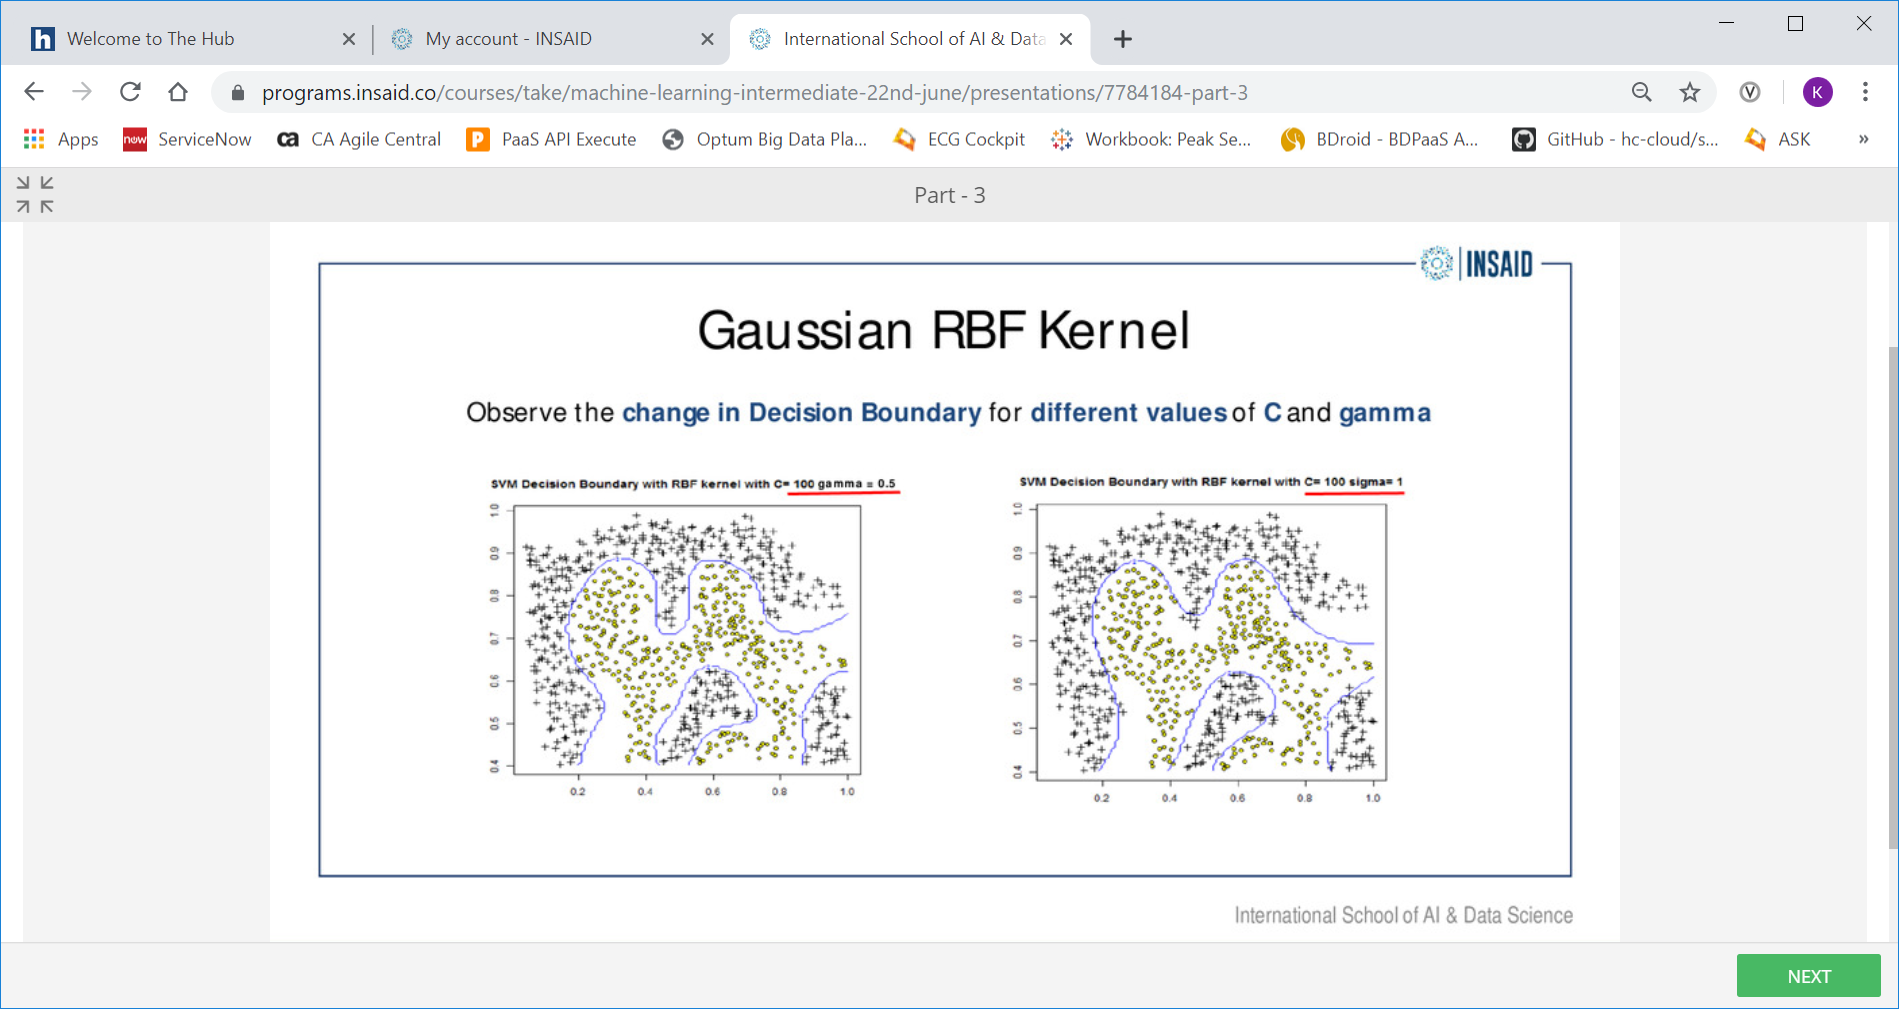 h Welcome to The Hub
My account - INSAID
International School of AI & Data
programs.insaid.co/courses/take/machine-learning-intermediate-22nd-june/presentations/7784184-part-3
V
K
Apps
now ServiceNow
ca CA Agile Central
P PaaS API Execute
Optum Big Data Pla...
ECG Cockpit
Workbook: Peak Se...
BDroid - BDPaaS A...
GitHub - hc-cloud/s...
ASK
»
Part - 3
INSAID
Gaussian RBF Kernel
Observe the change in Decision Boundary for different values of C and gamma
SVM Decision Boundary with RBF kernel with C= 100 gamma = 0.5
1.0
0.9
0.8
0.7
0.6
0.5
0.4
0.2 0.4 0.6 0.8 1.0
SVM Decision Boundary with RBF kernel with C= 100 sigma= 1
1.0
0.9
0.8
0.7
0.6
0.5
0.4
0.2 0.4 0.6 0.8 1.0
International School of AI & Data Science
NEXT